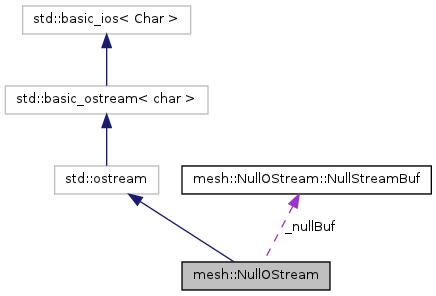 std::basic_ios< Char >
std::basic_ostream< char >
std::ostream
mesh::NullOStream::NullStreamBuf
_nullBuf
mesh::NullOStream